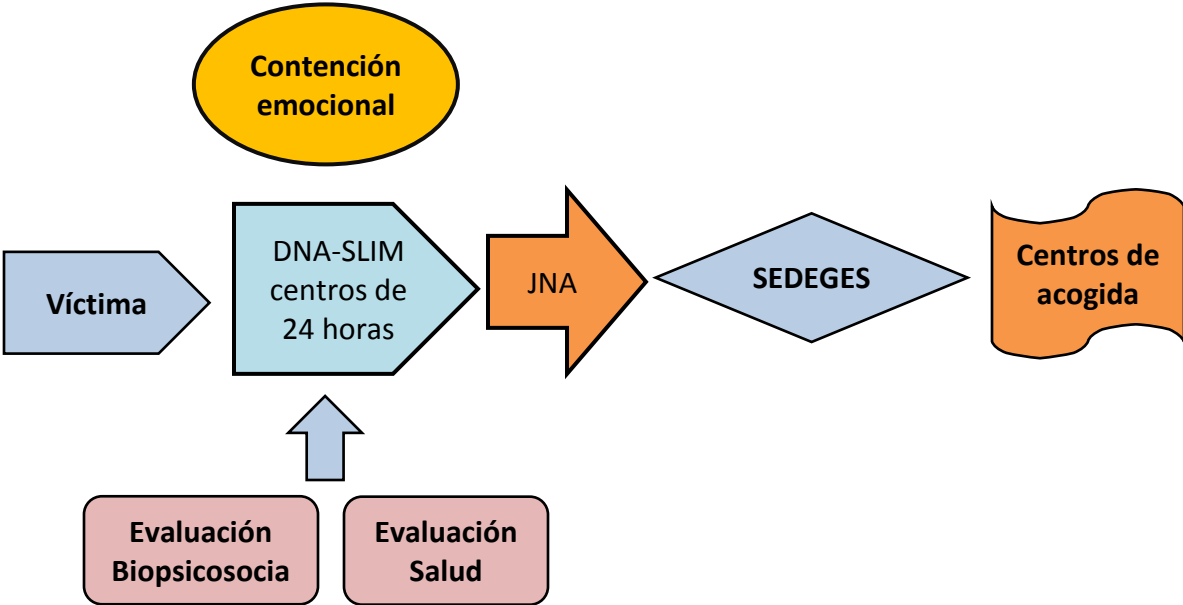 Contención
emocional
Víctima
DNA-SLIM
centros de
24 horas
JNA
SEDEGES
Centros de
acogida
Evaluación
Biopsicosocia
Evaluación
Salud